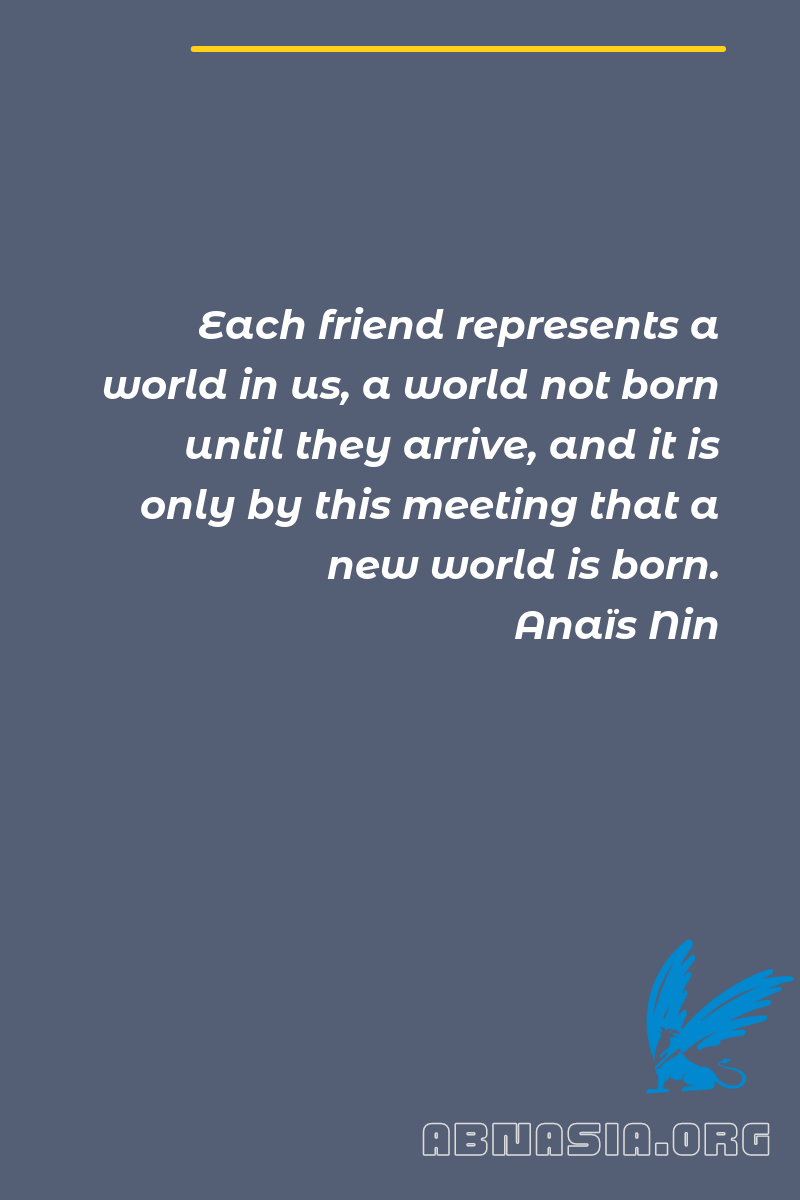 Each friend represents a
world in us, a world not born
until they arrive, and it is
only by this meeting that a
new world is born.
Anaïs Nin
ABNASIA.ORG